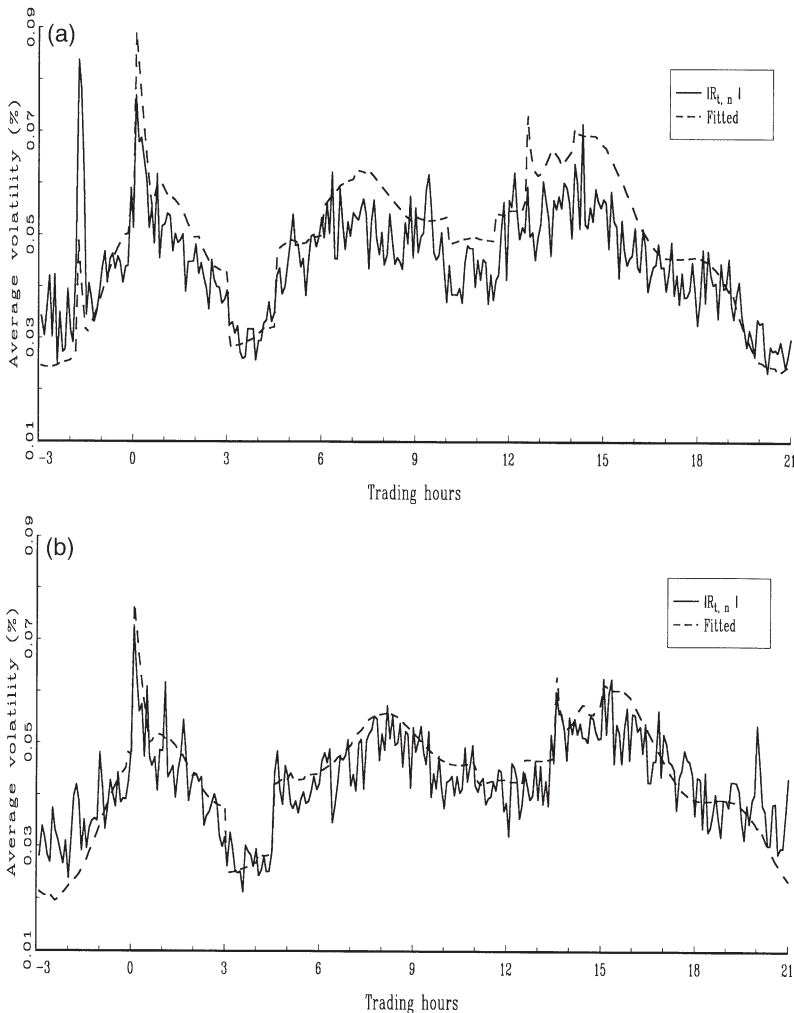 (a)
0.09
|R_t, n |
Fitted
0.07
0.05
0.03
0.01
Average volatility (%)
-3 0 3 6 9 12 15 18 21
Trading hours
(b)
0.09
|R_t, n |
Fitted
0.07
0.05
0.03
0.01
Average volatility (%)
-3 0 3 6 9 12 15 18 21
Trading hours